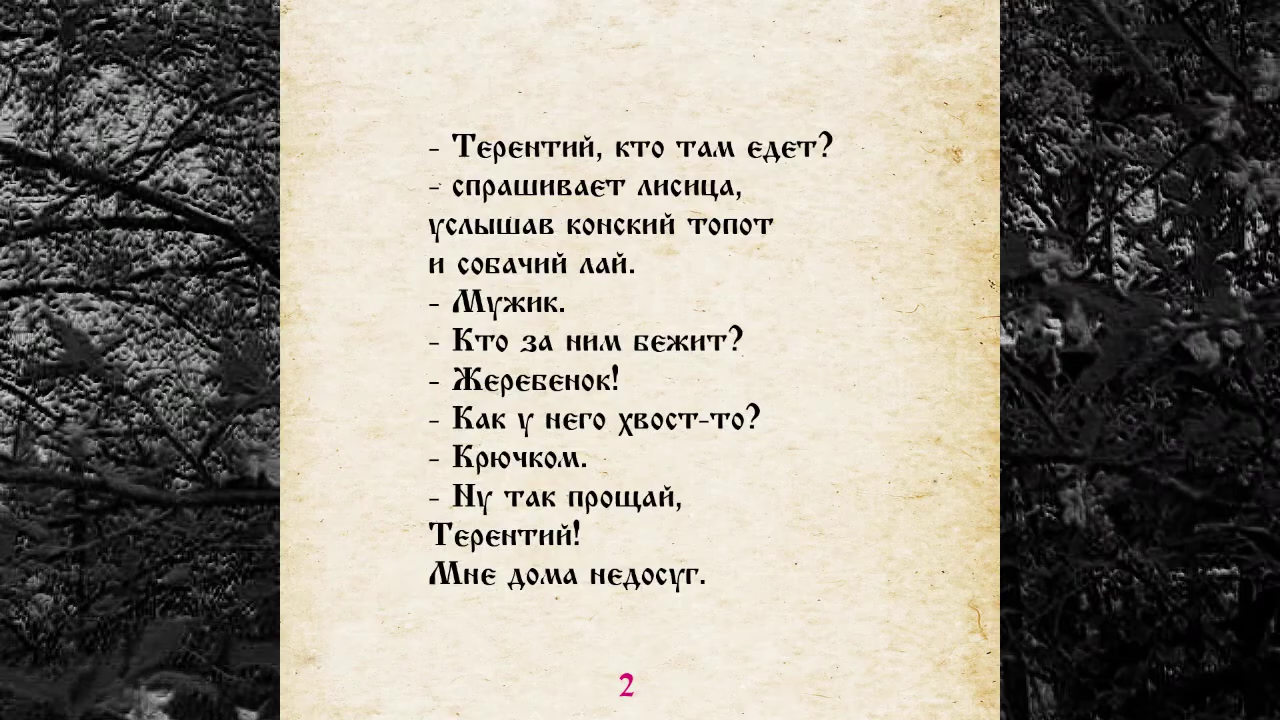 - Терентий, кто там едет?
- спрашивает лисица,
услышав конский топот
и собачий лай.
- Мужик.
- Кто за ним бежит?
- Жеребенок!
- Как у него хвост-то?
- Крючком.
- Ну так прощай,
Терентий!
Мне дома недосуг.
2